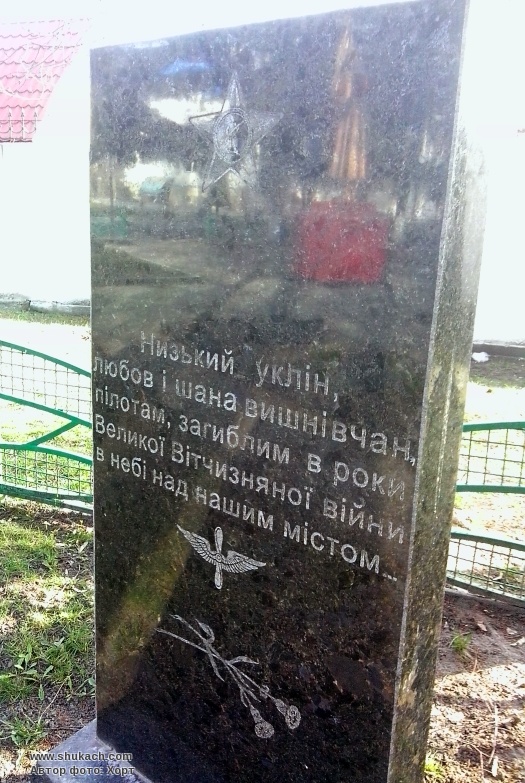 Низький уклін,
любов і шана вишнівчан,
пілотам, загиблим в роки
Великої Вітчизняної війни
в небі над нашим містом...
www.shukach.com
Автор фото: Хорт